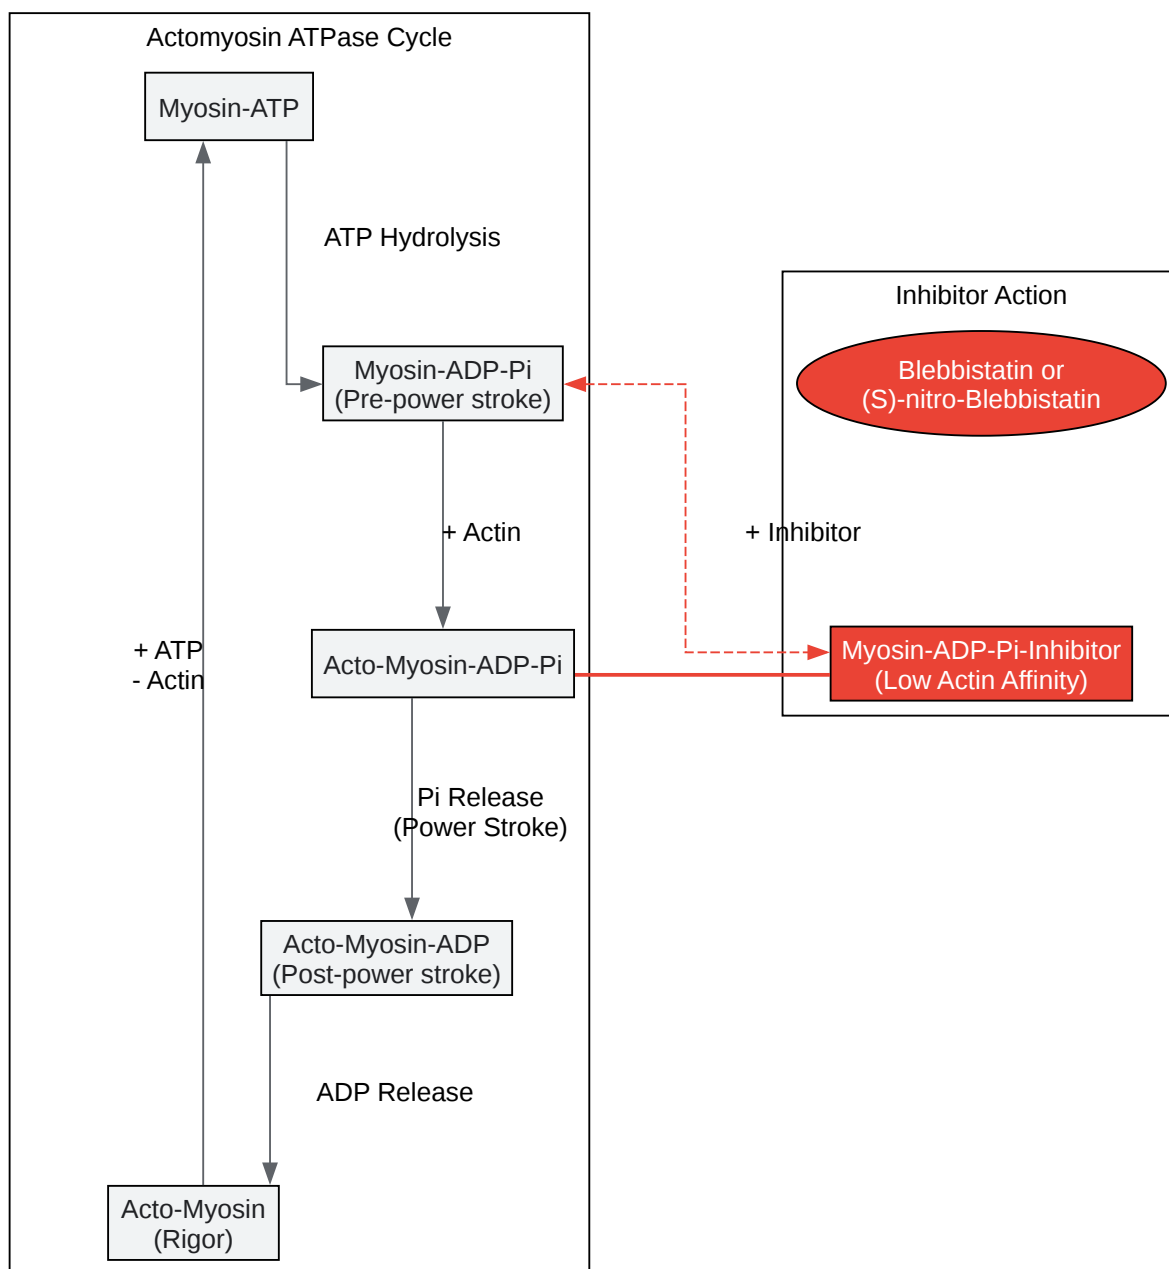 Actomyosin ATPase Cycle
Myosin-ATP
ATP Hydrolysis
Myosin-ADP-Pi
(Pre-power stroke)
+ Actin
Acto-Myosin-ADP-Pi
+ ATP
- Actin
Pi Release
(Power Stroke)
Acto-Myosin-ADP
(Post-power stroke)
ADP Release
Acto-Myosin
(Rigor)
Inhibitor Action
Blebbistatin or
(S)-nitro-Blebbistatin
+ Inhibitor
Myosin-ADP-Pi-Inhibitor
(Low Actin Affinity)